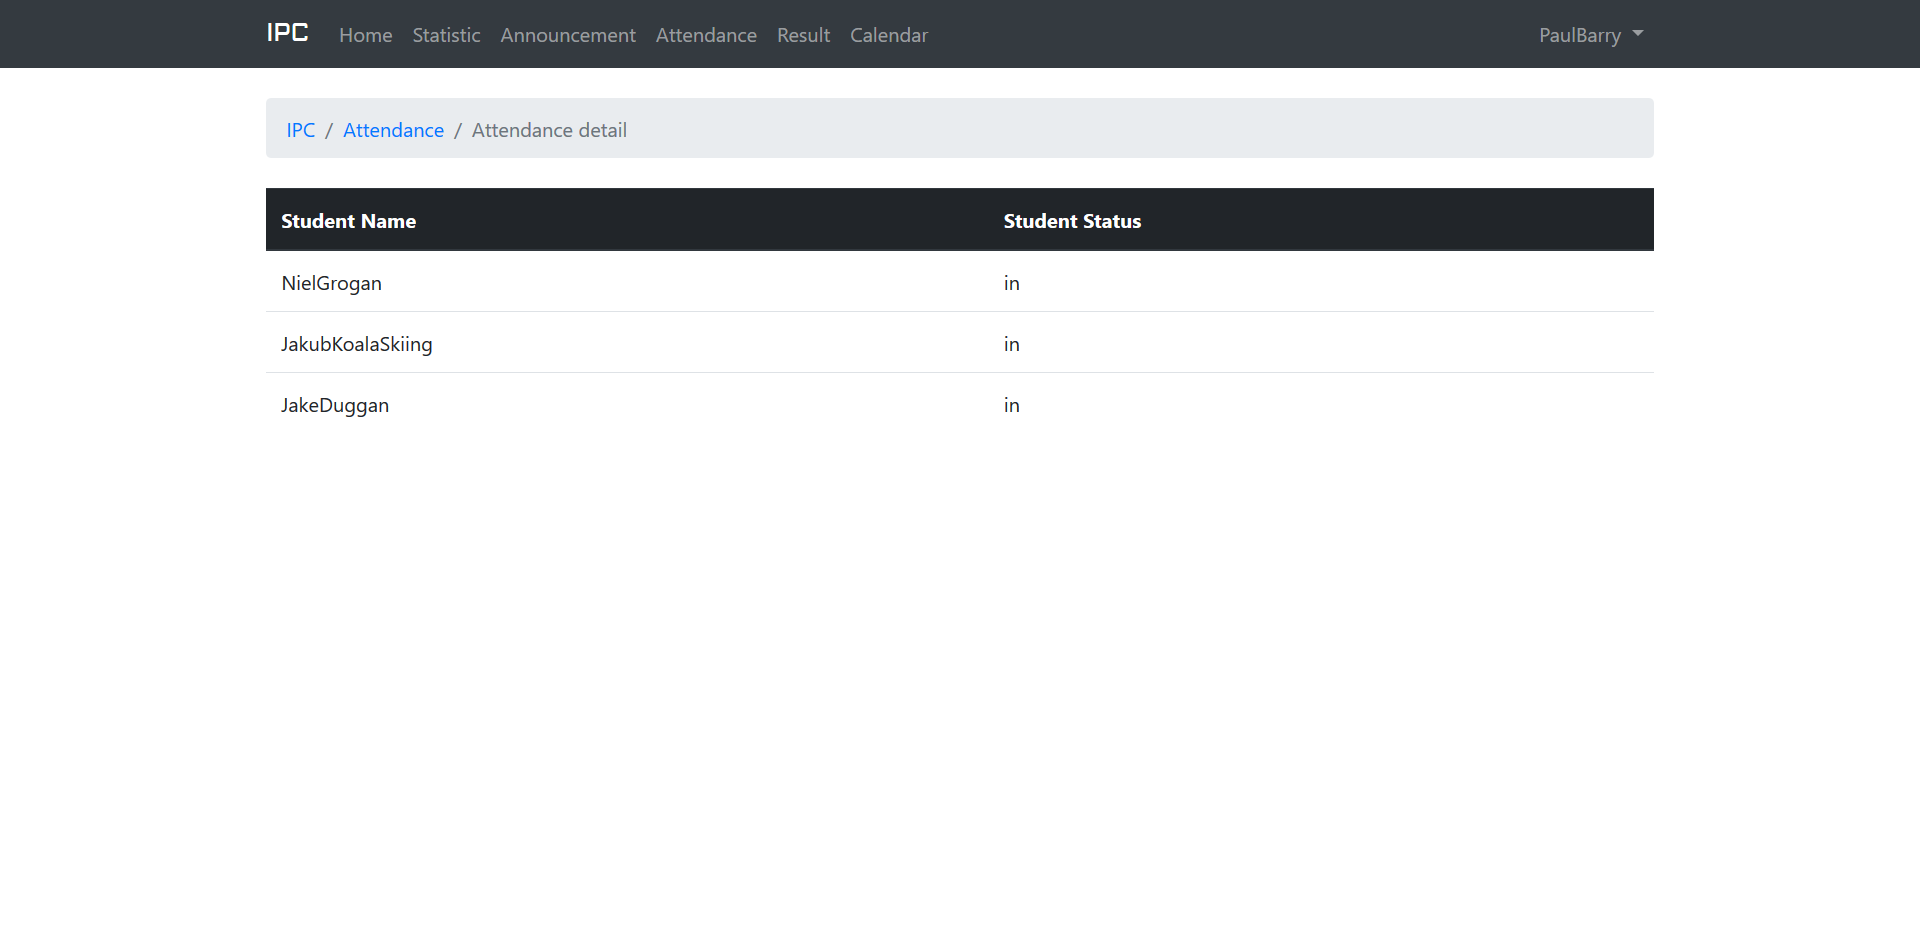 IPC Home Statistic Announcement Attendance Result Calendar PaulBarry
IPC / Attendance / Attendance detail
Student Name Student Status
NielGrogan in
JakubKoalaSkiing in
JakeDuggan in